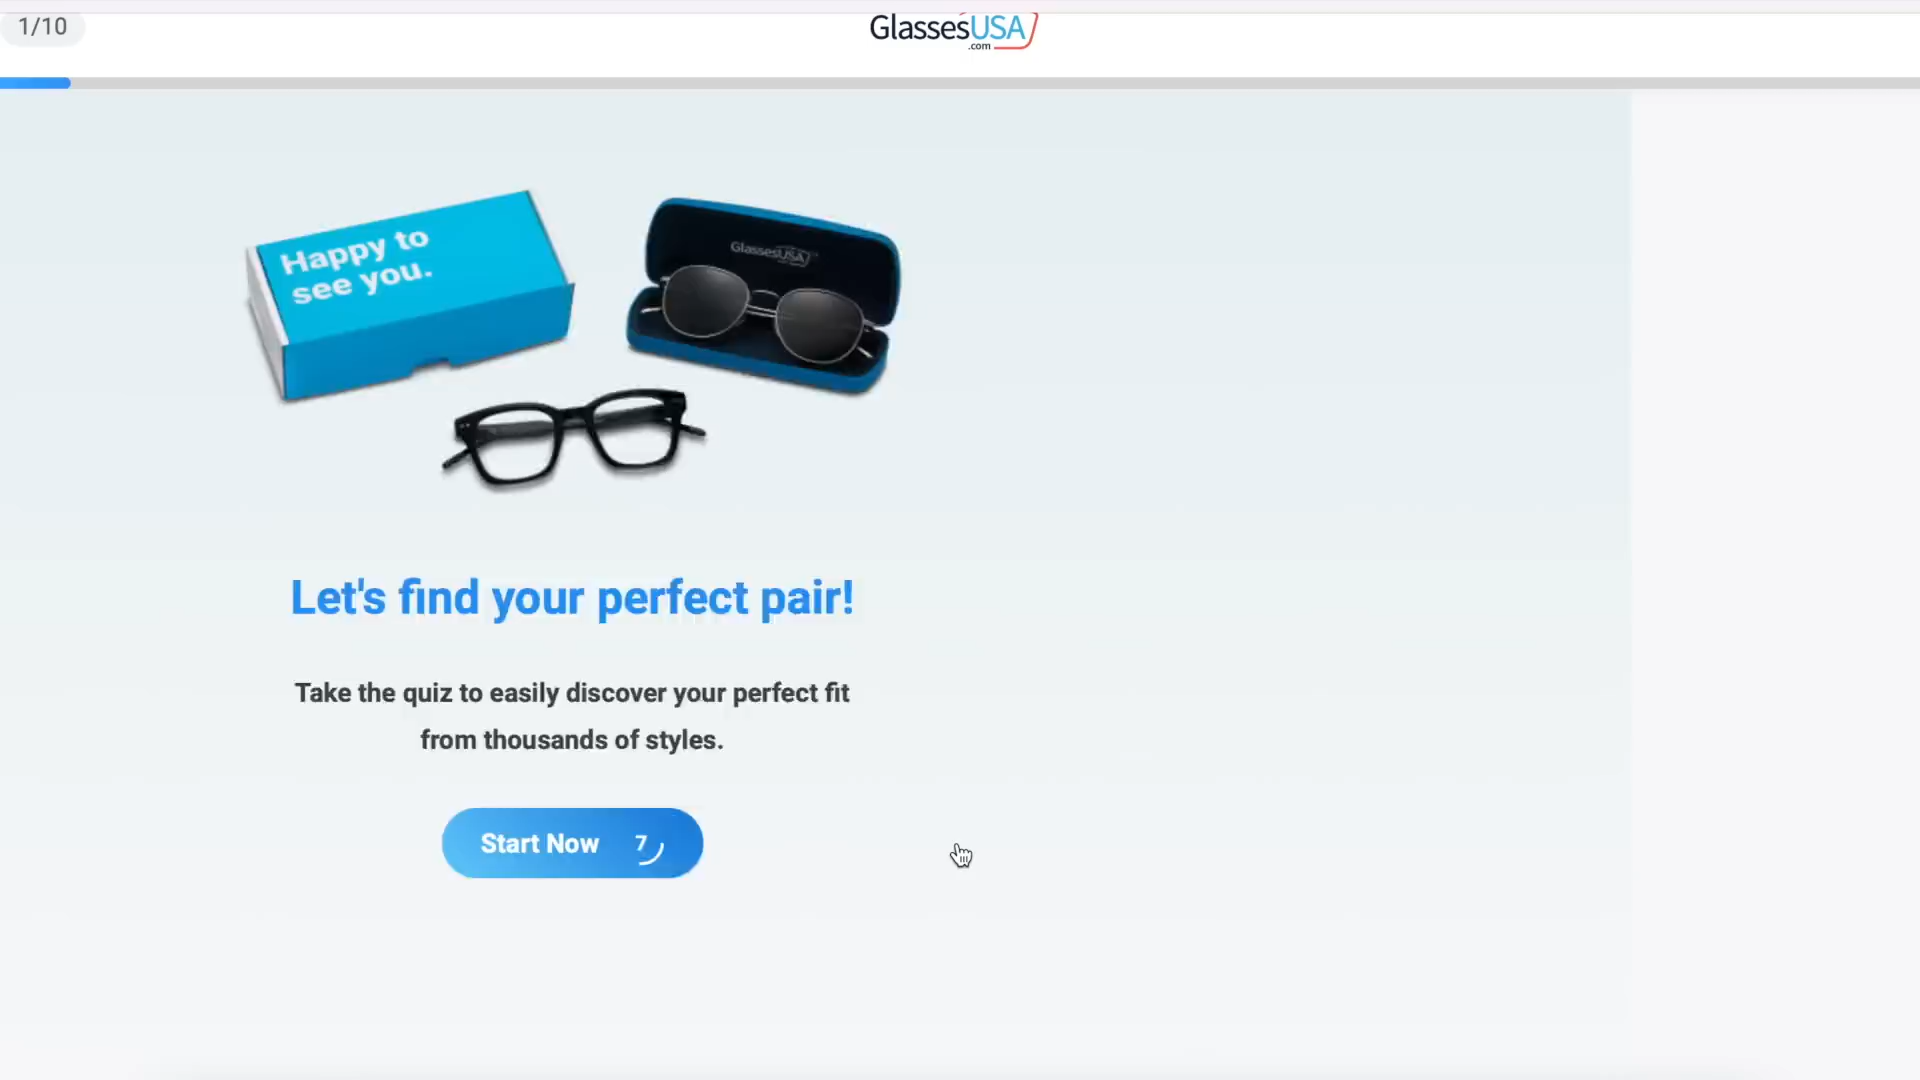 1/10
GlassesUSA
.com
Happy to
see you.
GlassesUSA
Let's find your perfect pair!
Take the quiz to easily discover your perfect fit
from thousands of styles.
Start Now 7